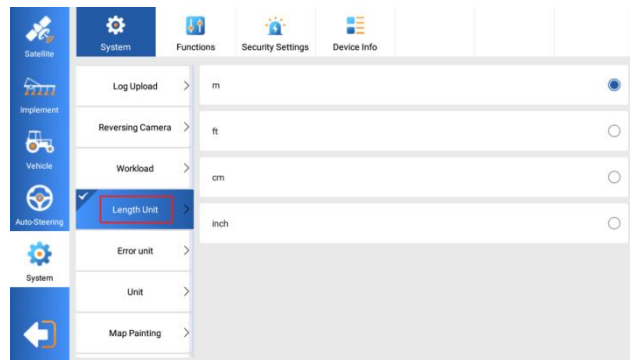 Satellite
Implement
Vehicle
Auto-Steering
System
System
Functions
Security Settings
Device Info
Log Upload
Reversing Camera
Workload
Length Unit
Error unit
Unit
Map Painting
m
ft
cm
inch